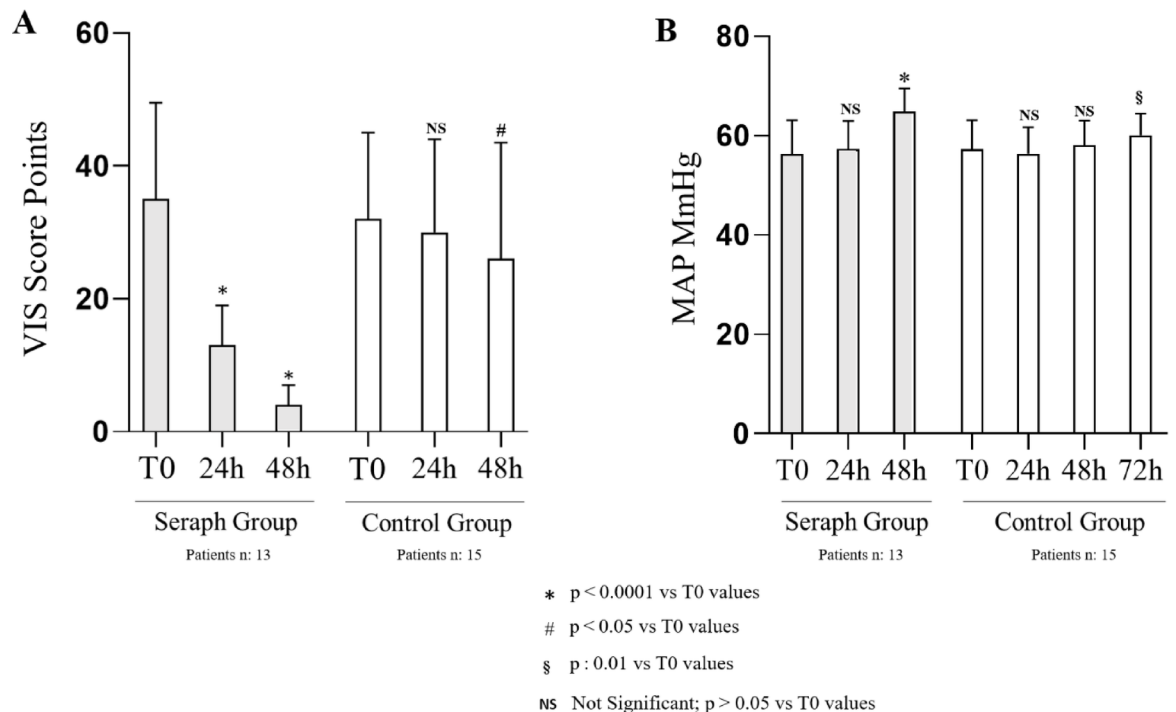 A
VIS Score Points
60
40
20
0
*
*
NS
#
T0 24h 48h T0 24h 48h
Seraph Group Control Group
Patients n: 13 Patients n: 15
B
MAP MmHg
80
60
40
20
0
NS
*
NS
NS
§
T0 24h 48h T0 24h 48h 72h
Seraph Group Control Group
Patients n: 13 Patients n: 15
* p < 0.0001 vs T0 values
# p < 0.05 vs T0 values
§ p : 0.01 vs T0 values
NS Not Significant; p > 0.05 vs T0 values